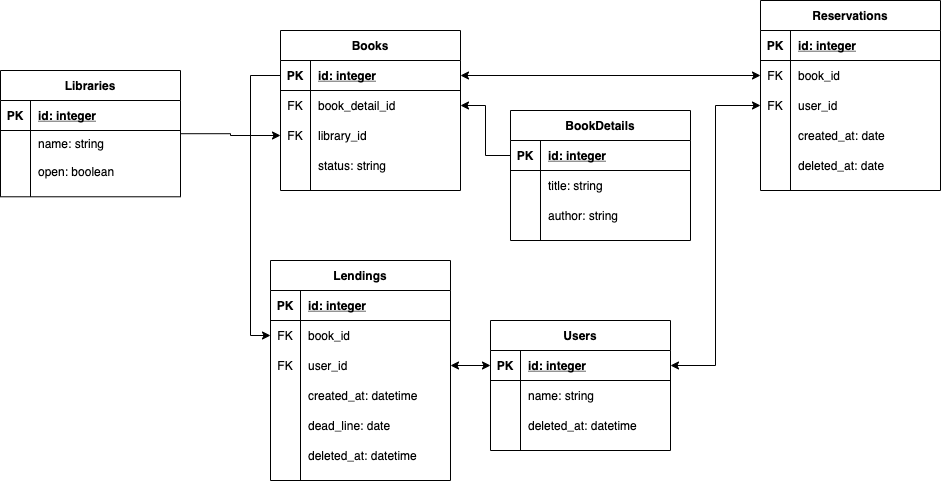 Reservations
PK id: integer
FK book_id
FK user_id
created_at: date
deleted_at: date
Books
PK id: integer
FK book_detail_id
FK library_id
status: string
Libraries
PK id: integer
name: string
open: boolean
BookDetails
PK id: integer
title: string
author: string
Lendings
PK id: integer
FK book_id
FK user_id
created_at: datetime
dead_line: date
deleted_at: datetime
Users
PK id: integer
name: string
deleted_at: datetime